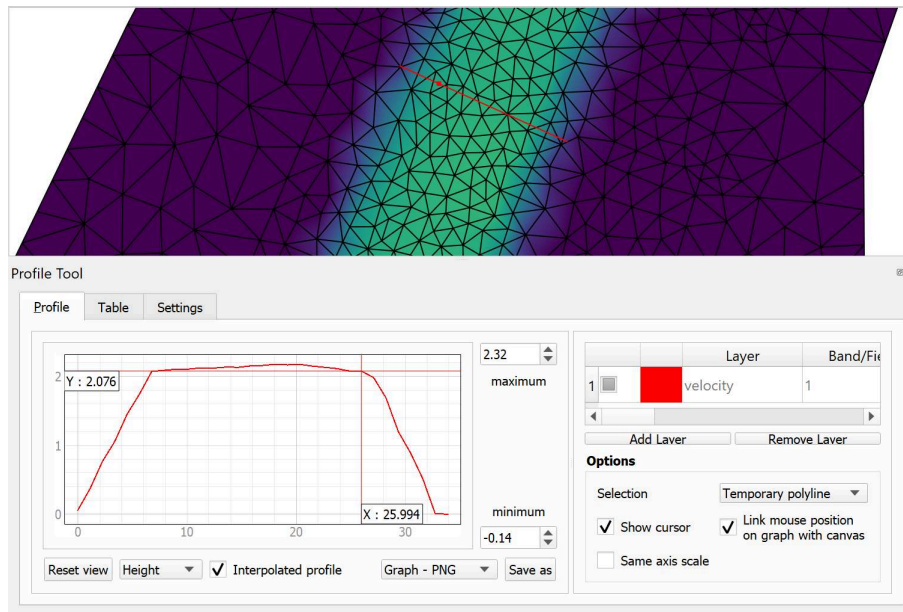 Profile Tool
Profile Table Settings
2
1
0
0 10 20 30
Y : 2.076
X : 25.994
2.32
maximum
minimum
-0.14
Reset view Height Interpolated profile Graph - PNG Save as
Layer Band/Fie
1 velocity 1
Add Layer Remove Layer
Options
Selection Temporary polyline
Show cursor
Link mouse position
on graph with canvas
Same axis scale